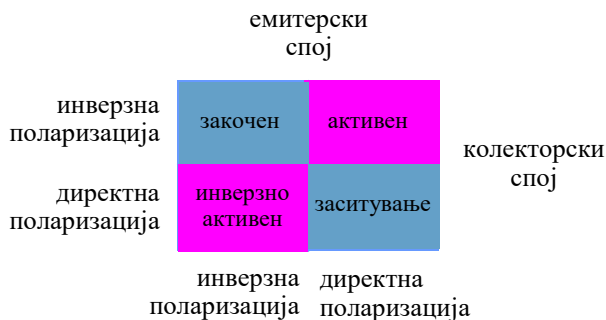 емитерски
спој
инверзна
поларизација
закочен
активен
колекторски
спој
директна
поларизација
инверзно
активен
заситување
инверзна
поларизација
директна
поларизација